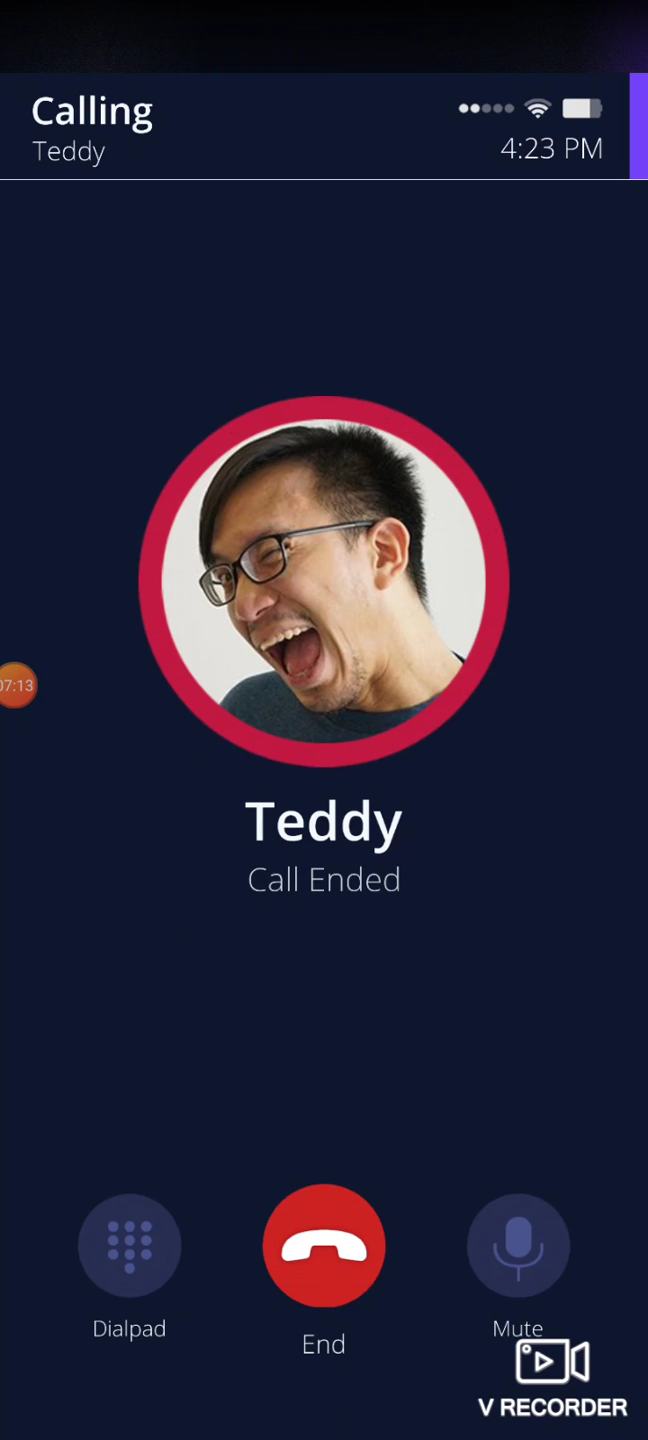 Calling
Teddy
4:23 PM
07:13
Teddy
Call Ended
Dialpad
End
Mute
V RECORDER